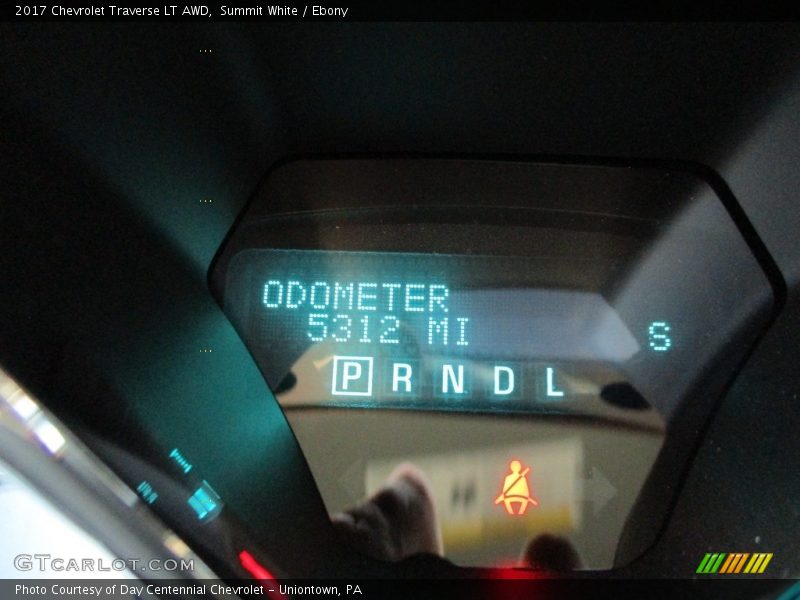 2017 Chevrolet Traverse LT AWD,  Summit White / Ebony
ODOMETER
5312 MI
S
P R N D L
GTCARLOT.COM
Photo Courtesy of Day Centennial Chevrolet – Uniontown, PA